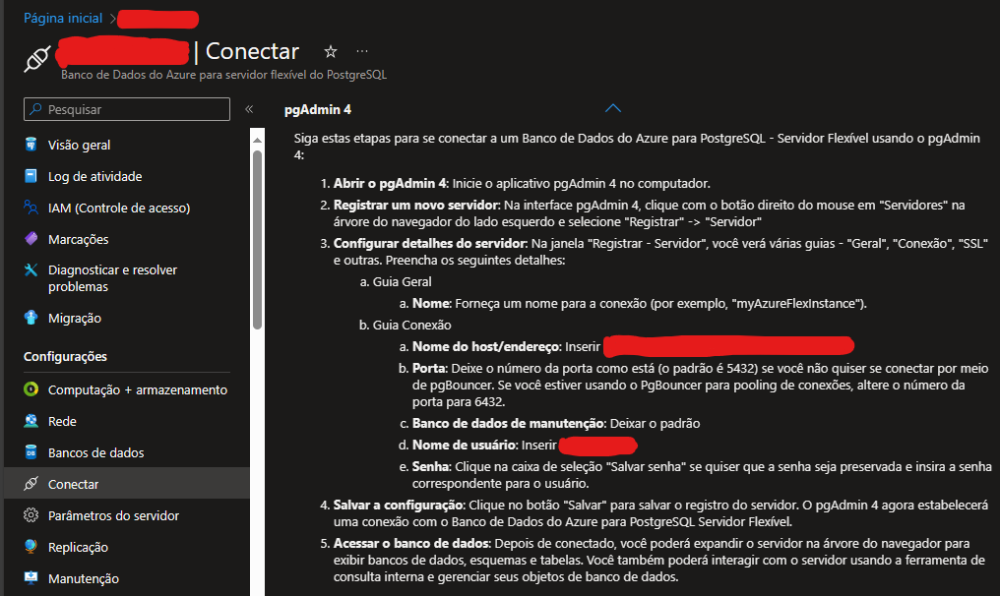 Página inicial >
| Conectar ☆ ...
Banco de Dados do Azure para servidor flexível do PostgreSQL
Pesquisar
«
Visão geral
Log de atividade
IAM (Controle de acesso)
Marcações
Diagnosticar e resolver
problemas
Migração
Configurações
Computação + armazenamento
Rede
Bancos de dados
Conectar
Parâmetros do servidor
Replicação
Manutenção
pgAdmin 4
Siga estas etapas para se conectar a um Banco de Dados do Azure para PostgreSQL - Servidor Flexível usando o pgAdmin
4:
1. Abrir o pgAdmin 4: Inicie o aplicativo pgAdmin 4 no computador.
2. Registrar um novo servidor: Na interface pgAdmin 4, clique com o botão direito do mouse em "Servidores" na
árvore do navegador do lado esquerdo e selecione "Registrar" -> "Servidor"
3. Configurar detalhes do servidor: Na janela "Registrar - Servidor", você verá várias guias - "Geral", "Conexão", "SSL"
e outras. Preencha os seguintes detalhes:
a. Guia Geral
a. Nome: Forneça um nome para a conexão (por exemplo, "myAzureFlexInstance").
b. Guia Conexão
a. Nome do host/endereço: Inserir
b. Porta: Deixe o número da porta como está (o padrão é 5432) se você não quiser se conectar por meio
de pgBouncer. Se você estiver usando o PgBouncer para pooling de conexões, altere o número da
porta para 6432.
c. Banco de dados de manutenção: Deixar o padrão
d. Nome de usuário: Inserir
e. Senha: Clique na caixa de seleção "Salvar senha" se quiser que a senha seja preservada e insira a senha
correspondente para o usuário.
4. Salvar a configuração: Clique no botão "Salvar" para salvar o registro do servidor. O pgAdmin 4 agora estabelecerá
uma conexão com o Banco de Dados do Azure para PostgreSQL Servidor Flexível.
5. Acessar o banco de dados: Depois de conectado, você poderá expandir o servidor na árvore do navegador para
exibir bancos de dados, esquemas e tabelas. Você também poderá interagir com o servidor usando a ferramenta de
consulta interna e gerenciar seus objetos de banco de dados.